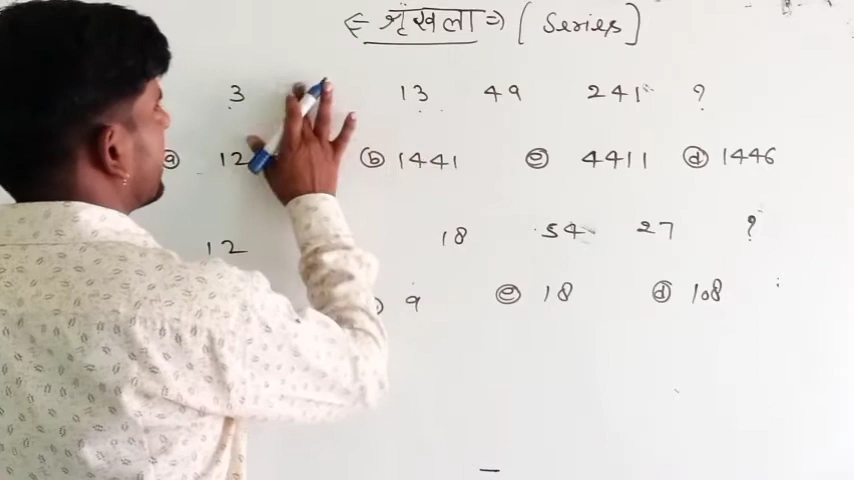 ⇐ श्रृंखला ⇒ [ Series ]
3 13 49 241 ?
ⓐ 12 ⓑ 1441 ⓒ 4411 ⓓ 1446
12 18 54 27 ?
9 ⓒ 18 ⓓ 108